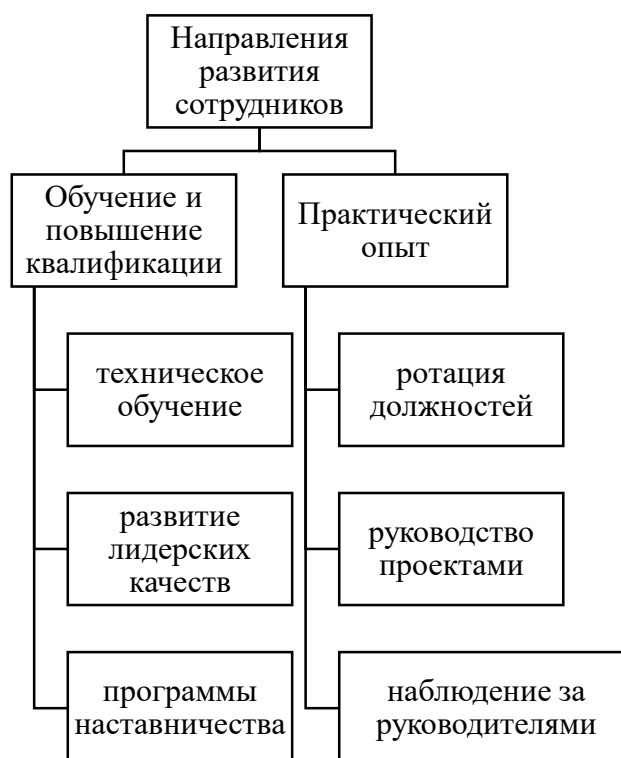 Направления
развития
сотрудников
Обучение и
повышение
квалификации
техническое
обучение
развитие
лидерских
качеств
программы
наставничества
Практический
опыт
ротация
должностей
руководство
проектами
наблюдение за
руководителями